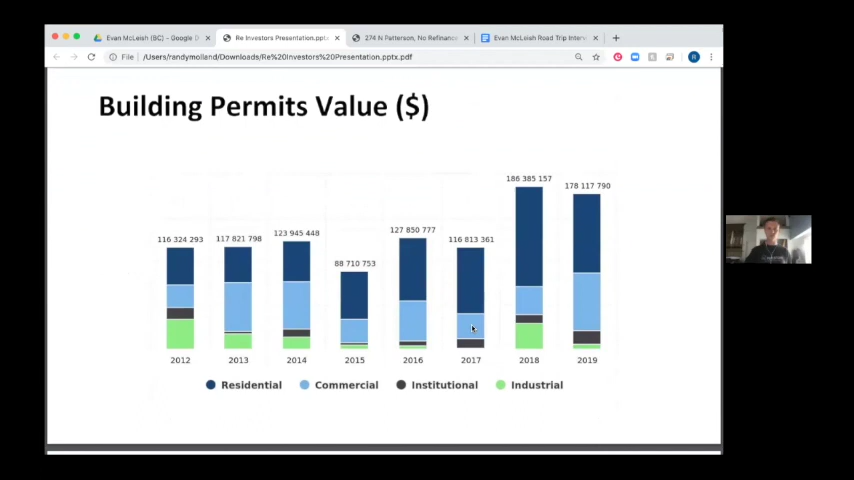 Evan McLeish (BC) - Google D
Re Investors Presentation.pptx
274 N Patterson, No Refinance
Evan McLeish Road Trip Interv
File
/Users/randymolland/Downloads/Re%20Investors%20Presentation.pptx.pdf
R
Building Permits Value ($)
186 385 157
178 117 790
127 850 777
123 945 448
116 324 293
117 821 798
116 813 361
88 710 753
2012 2013 2014 2015 2016 2017 2018 2019
Residential Commercial Institutional Industrial